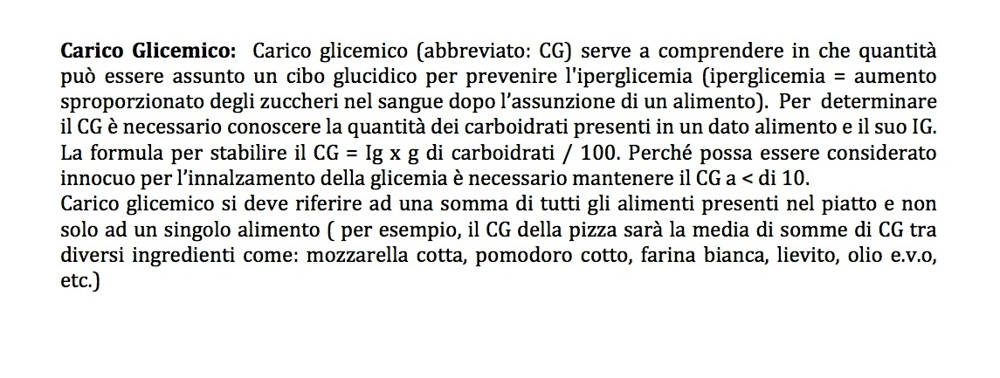 Carico Glicemico: Carico glicemico (abbreviato: CG) serve a comprendere in che quantità
può essere assunto un cibo glucidico per prevenire l'iperglicemia (iperglicemia = aumento
sproporzionato degli zuccheri nel sangue dopo l’assunzione di un alimento). Per determinare
il CG è necessario conoscere la quantità dei carboidrati presenti in un dato alimento e il suo IG.
La formula per stabilire il CG = Ig x g di carboidrati / 100. Perché possa essere considerato
innocuo per l’innalzamento della glicemia è necessario mantenere il CG a < di 10.
Carico glicemico si deve riferire ad una somma di tutti gli alimenti presenti nel piatto e non
solo ad un singolo alimento ( per esempio, il CG della pizza sarà la media di somme di CG tra
diversi ingredienti come: mozzarella cotta, pomodoro cotto, farina bianca, lievito, olio e.v.o,
etc.)